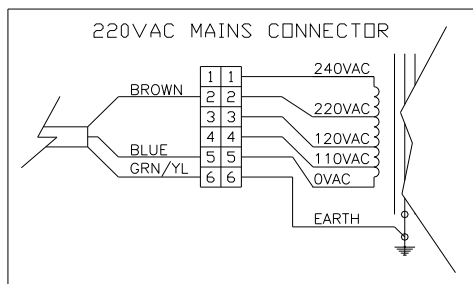 220VAC MAINS CONNECTOR
240VAC
1 1
BROWN
2 2
220VAC
3 3
120VAC
4 4
110VAC
BLUE
5 5
0VAC
GRN/YL
6 6
EARTH